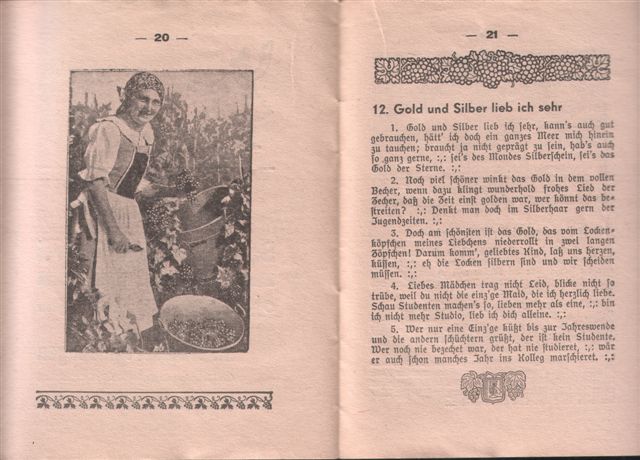 — 20 —
— 21 —
12. Gold und Silber lieb ich sehr
1. Gold und Silber lieb ich sehr, kann's auch gut
gebrauchen, hätt' ich doch ein ganzes Meer mich hinein
zu tauchen; braucht ja nicht geprägt zu sein, hab's auch
so ganz gerne, :,: sei's des Mondes Silberschein, sei's das
Gold der Sterne. :,:
2. Noch viel schöner winkt das Gold in dem vollen
Becher, wenn dazu klingt wunderhold frohes Lied der
Zecher, daß die Zeit einst golden war, wer könnt das be-
streiten? :,: Denkt man doch im Silberhaar gern der
Jugendzeiten. :,:
3. Doch am schönsten ist das Gold, das vom Locken-
köpfchen meines Liebchens niederrollt in zwei langen
Zöpfchen! Darum komm', geliebtes Kind, laß uns herzen,
küssen, :,: eh die Locken silbern sind und wir scheiden
müssen. :,:
4. Liebes Mädchen trag nicht Leid, blicke nicht so
trübe, weil du nicht die einz'ge Maid, die ich herzlich liebe.
Schau Studenten machen's so, lieben mehr als eine, :,: bin
ich nicht mehr Studio, lieb ich dich alleine. :,:
5. Wer nur eine Einz'ge küßt bis zur Jahreswende
und die andern schüchtern grüßt, der ist kein Studente.
Wer noch nie bezechet war, der hat nie studieret, :,: wär
er auch schon manches Jahr ins Kolleg marschieret. :,: